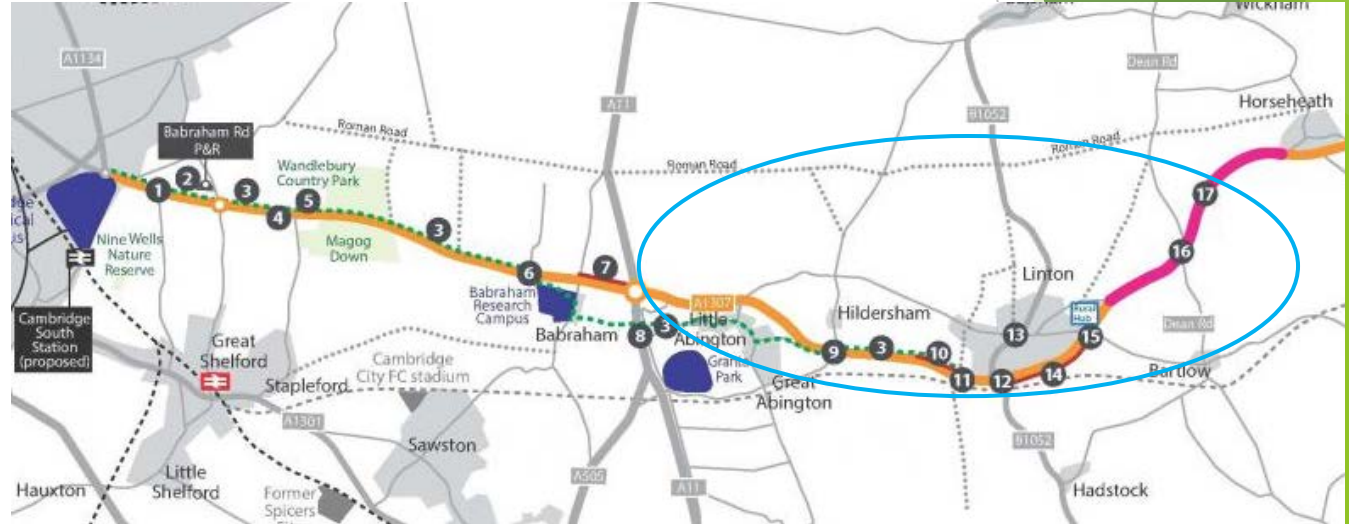 Wickham
A1134
Dean Rd
A11
Horseheath
B1052
Babraham Rd
P&R
Roman Road
Roman Road
Roman Road
Wandlebury
Country Park
1
2
3
4
5
3
17
16
Nine Wells
Nature
Reserve
Magog
Down
6
7
Linton
Babraham
Research
Campus
A1307
Hildersham
Rural
Hub
Cambridge
South
Station
(proposed)
Babraham
8
3
Little
Abington
13
15
Dean Rd
Great
Shelford
9
3
10
Stapleford
Cambridge
City FC stadium
Granta
Park
Great
Abington
11
12
14
Bartlow
A1301
Sawston
B1052
Hauxton
Little
Shelford
Former
Spicers
A505
A11
Hadstock